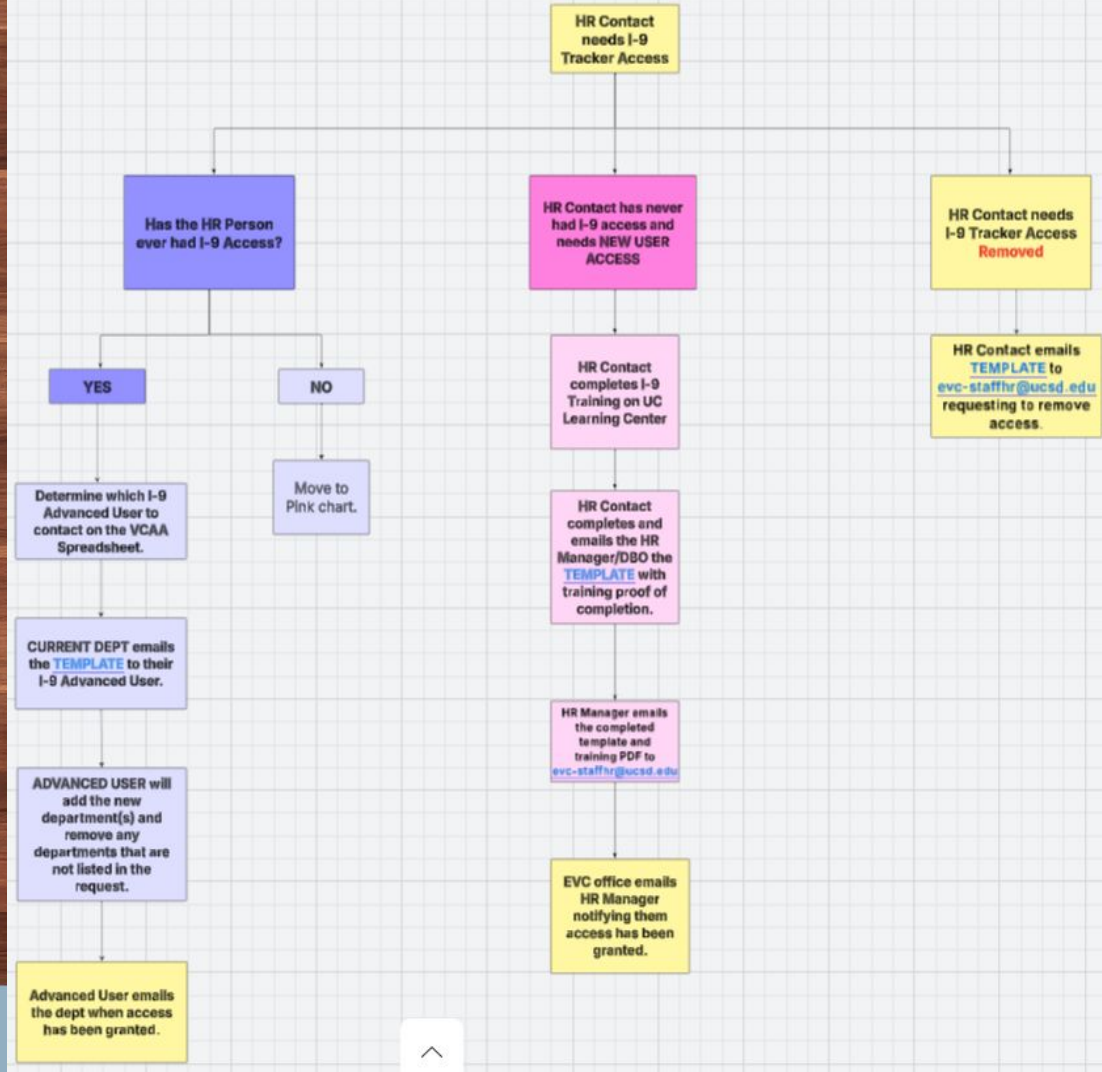 HR Contact
needs I-9
Tracker Access
Has the HR Person
ever had I-9 Access?
YES
NO
Determine which I-9
Advanced User to
contact on the VCAA
Spreadsheet.
Move to
Pink chart.
CURRENT DEPT emails
the TEMPLATE to their
I-9 Advanced User.
ADVANCED USER will
add the new
department(s) and
remove any
departments that are
not listed in the
request.
Advanced User emails
the dept when access
has been granted.
HR Contact has never
had I-9 access and
needs NEW USER
ACCESS
HR Contact
completes I-9
Training on UC
Learning Center
HR Contact
completes and
emails the HR
Manager/DBO the
TEMPLATE with
training proof of
completion.
HR Manager emails
the completed
template and
training PDF to
evc-staffhr@ucsd.edu
EVC office emails
HR Manager
notifying them
access has been
granted.
HR Contact needs
I-9 Tracker Access
Removed
HR Contact emails
TEMPLATE to
evc-staffhr@ucsd.edu
requesting to remove
access.